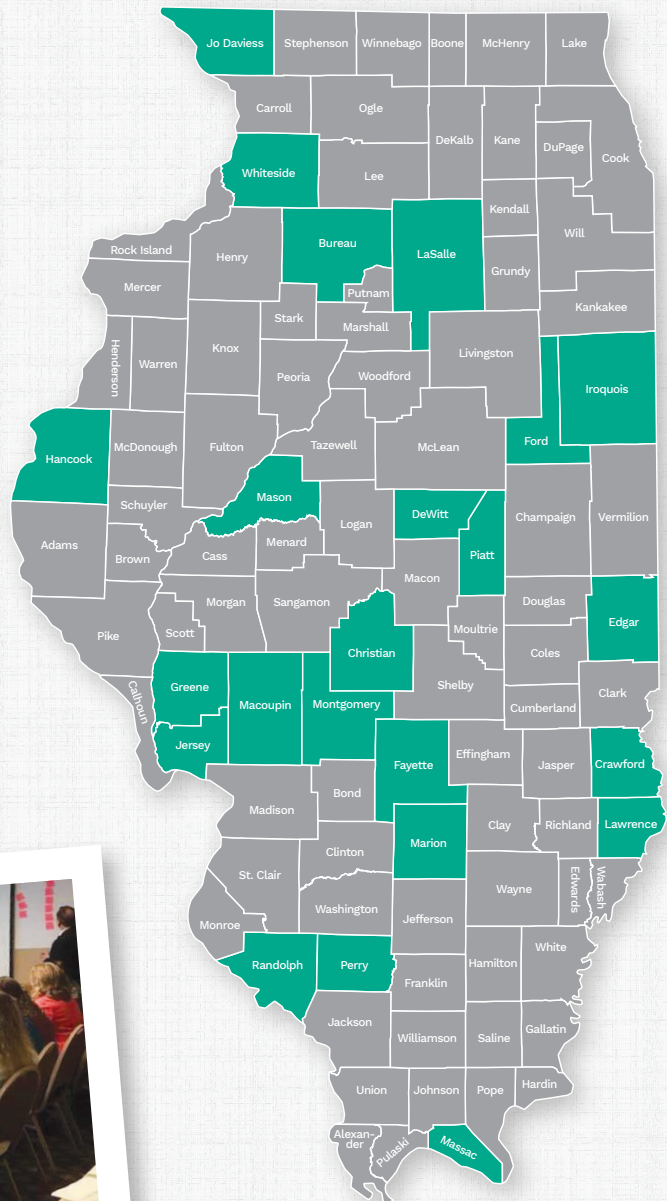 Jo Daviess
Stephenson
Winnebago
Boone
McHenry
Lake
Carroll
Ogle
DeKalb
Kane
DuPage
Cook
Whiteside
Lee
Kendall
Will
Rock Island
Henry
Bureau
LaSalle
Grundy
Mercer
Putnam
Kankakee
Stark
Marshall
Henderson
Warren
Knox
Peoria
Woodford
Livingston
Iroquois
Hancock
McDonough
Fulton
Tazewell
McLean
Ford
Schuyler
Mason
Logan
DeWitt
Champaign
Vermilion
Adams
Brown
Cass
Menard
Piatt
Macon
Morgan
Sangamon
Douglas
Pike
Scott
Christian
Moultrie
Edgar
Coles
Shelby
Calhoun
Greene
Macoupin
Montgomery
Cumberland
Clark
Jersey
Fayette
Effingham
Jasper
Crawford
Madison
Bond
Clay
Richland
Lawrence
Marion
Clinton
St. Clair
Wayne
Edwards
Wabash
Washington
Jefferson
Monroe
White
Randolph
Perry
Hamilton
Franklin
Jackson
Williamson
Saline
Gallatin
Union
Johnson
Pope
Hardin
Alexan-
der
Pulaski
Massac